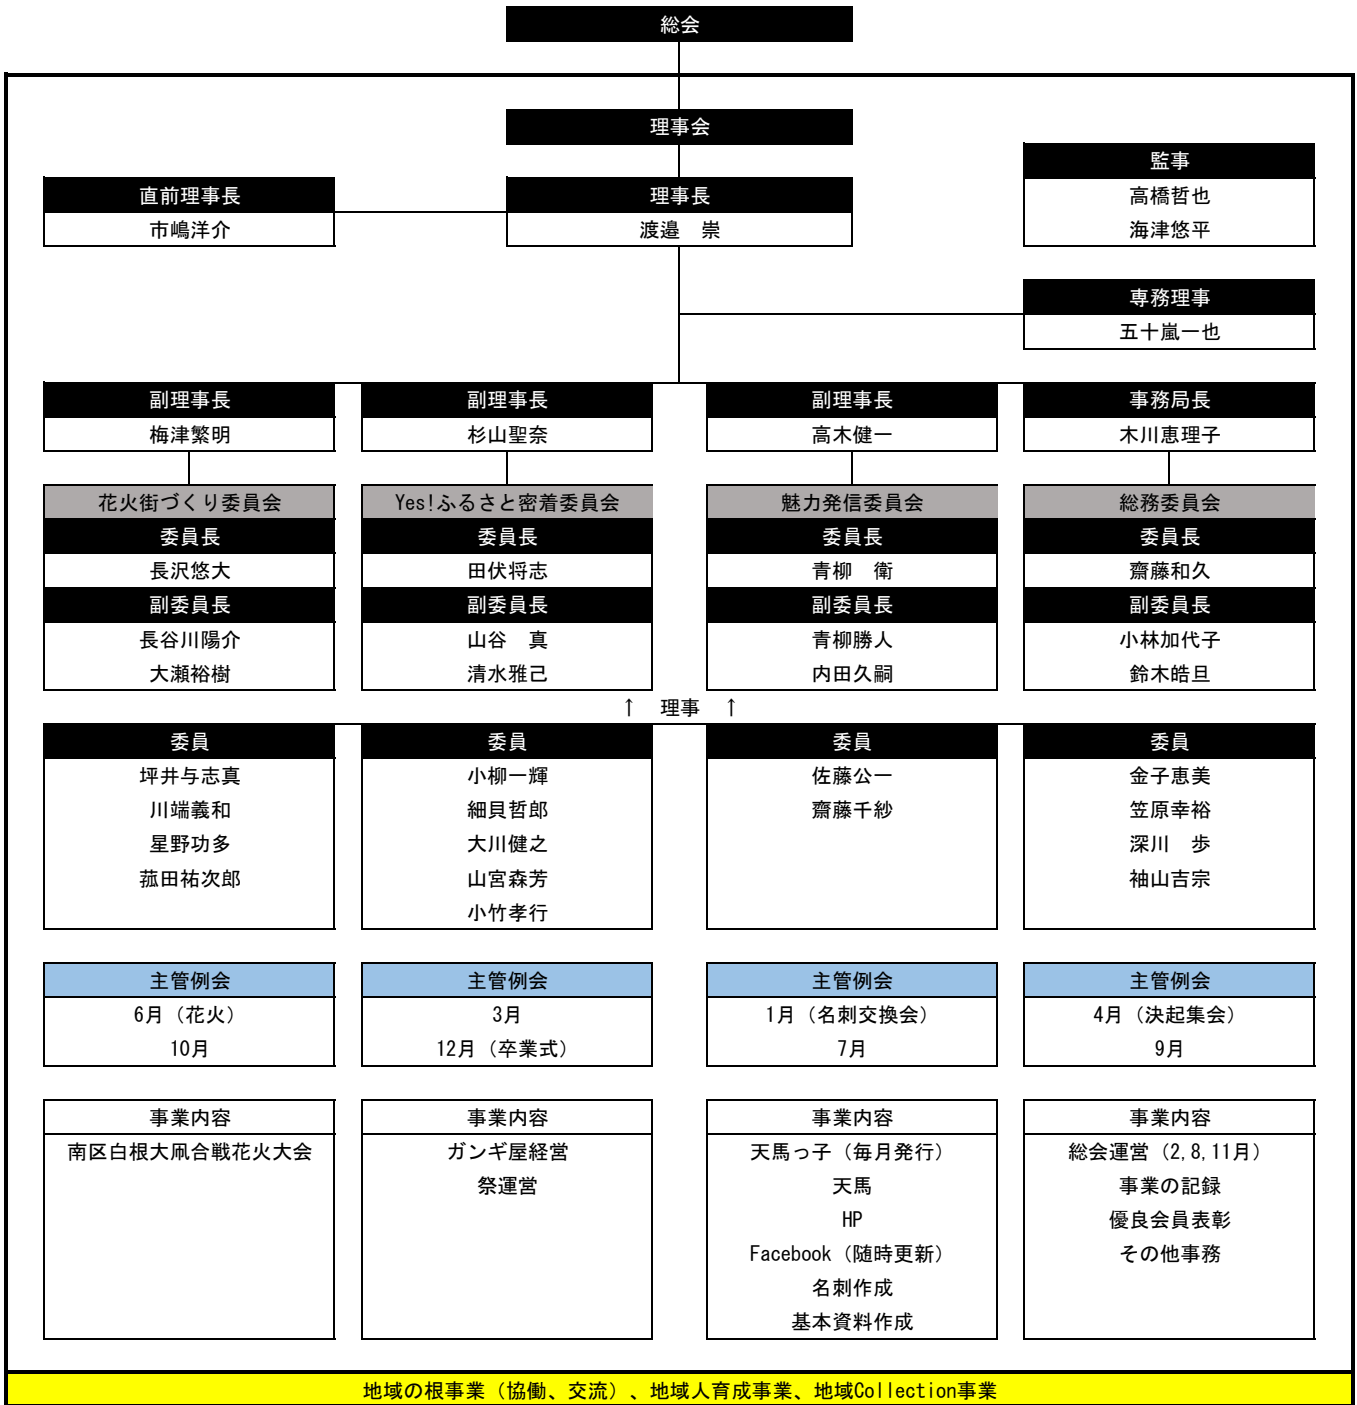 総会
理事会
監事
高橋哲也
海津悠平
直前理事長
市嶋洋介
理事長
渡邉　崇
専務理事
五十嵐一也
副理事長
梅津繁明
副理事長
杉山聖奈
副理事長
高木健一
事務局長
木川恵理子
花火街づくり委員会
委員長
長沢悠大
副委員長
長谷川陽介
大瀬裕樹
Yes!ふるさと密着委員会
委員長
田伏将志
副委員長
山谷　真
清水雅己
魅力発信委員会
委員長
青柳　衛
副委員長
青柳勝人
内田久嗣
総務委員会
委員長
齋藤和久
副委員長
小林加代子
鈴木皓旦
↑　理事　↑
委員
坪井与志真
川端義和
星野功多
菰田祐次郎
委員
小柳一輝
細貝哲郎
大川健之
山宮森芳
小竹孝行
委員
佐藤公一
齋藤千紗
委員
金子恵美
笠原幸裕
深川　歩
袖山吉宗
主管例会
6月（花火）
10月
主管例会
3月
12月（卒業式）
主管例会
1月（名刺交換会）
7月
主管例会
4月（決起集会）
9月
事業内容
南区白根大凧合戦花火大会
事業内容
ガンギ屋経営
祭運営
事業内容
天馬っ子（毎月発行）
天馬
HP
Facebook（随時更新）
名刺作成
基本資料作成
事業内容
総会運営（2,8,11月）
事業の記録
優良会員表彰
その他事務
地域の根事業（協働、交流）、地域人育成事業、地域Collection事業